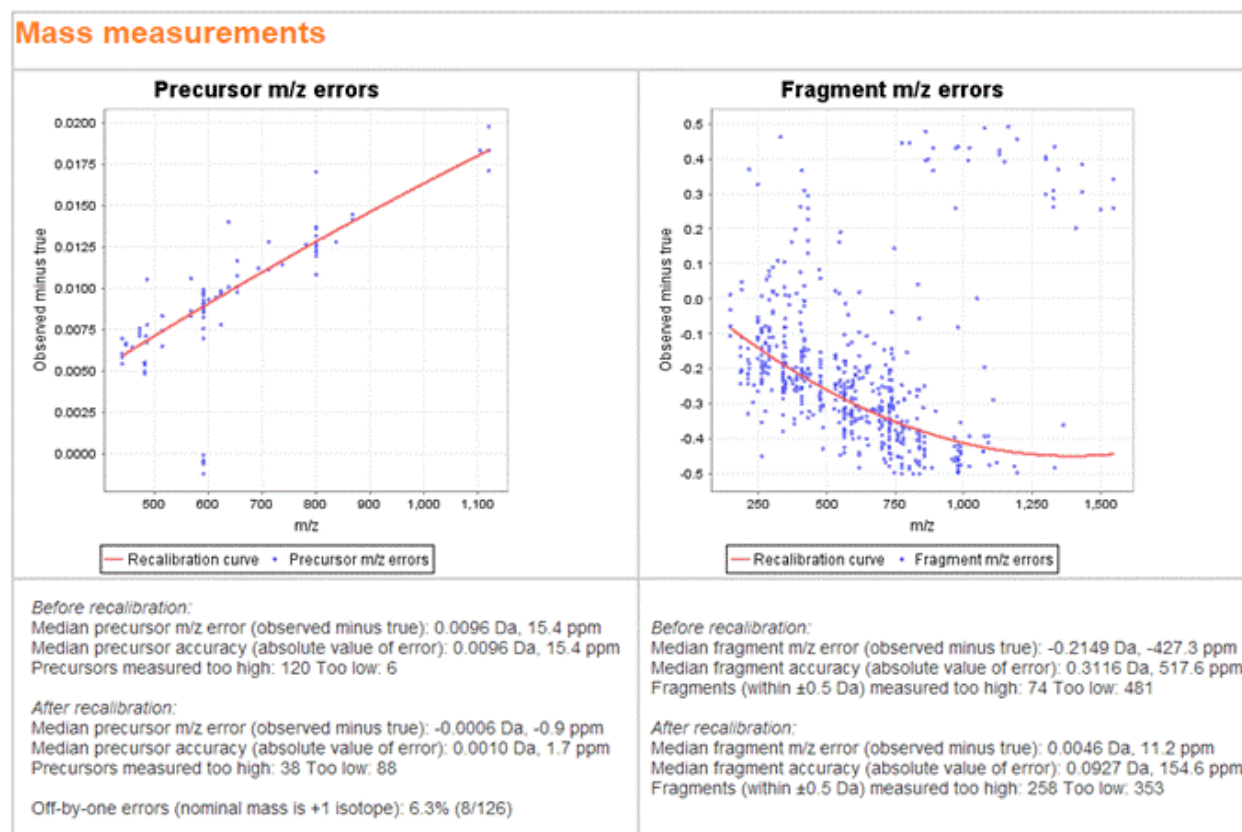 Mass measurements
Precursor m/z errors
0.0200
0.0175
0.0150
0.0125
0.0100
0.0075
0.0050
0.0025
0.0000
Observed minus true
500 600 700 800 900 1,000 1,100
m/z
Recalibration curve Precursor m/z errors
Fragment m/z errors
0.5
0.4
0.3
0.2
0.1
0.0
-0.1
-0.2
-0.3
-0.4
-0.5
Observed minus true
250 500 750 1,000 1,250 1,500
m/z
Recalibration curve Fragment m/z errors
Before recalibration:
Median precursor m/z error (observed minus true): 0.0096 Da, 15.4 ppm
Median precursor accuracy (absolute value of error): 0.0096 Da, 15.4 ppm
Precursors measured too high: 120 Too low: 6
After recalibration:
Median precursor m/z error (observed minus true): -0.0006 Da, -0.9 ppm
Median precursor accuracy (absolute value of error): 0.0010 Da, 1.7 ppm
Precursors measured too high: 38 Too low: 88
Off-by-one errors (nominal mass is +1 isotope): 6.3% (8/126)
Before recalibration:
Median fragment m/z error (observed minus true): -0.2149 Da, -427.3 ppm
Median fragment accuracy (absolute value of error): 0.3116 Da, 517.6 ppm
Fragments (within ±0.5 Da) measured too high: 74 Too low: 481
After recalibration:
Median fragment m/z error (observed minus true): 0.0046 Da, 11.2 ppm
Median fragment accuracy (absolute value of error): 0.0927 Da, 154.6 ppm
Fragments (within ±0.5 Da) measured too high: 258 Too low: 353